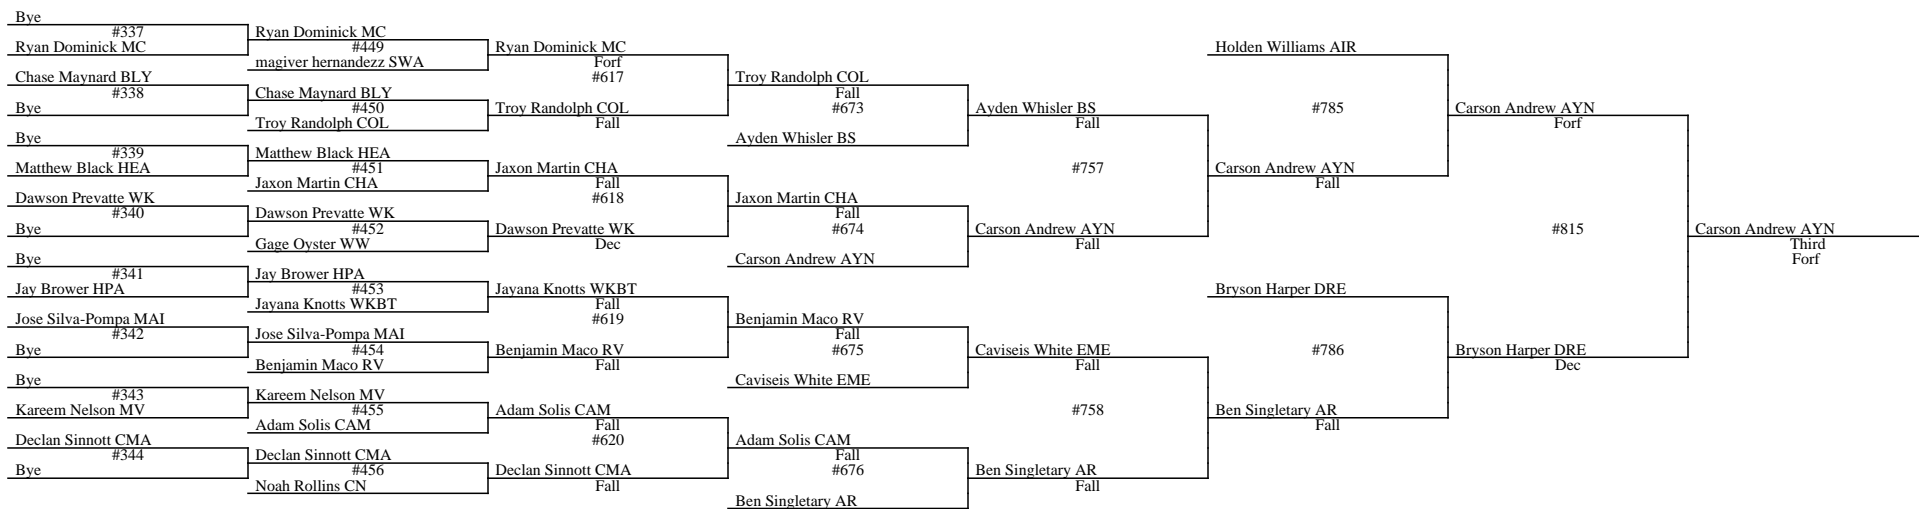 Bye
#337
Ryan Dominick MC
Chase Maynard BLY
#338
Bye
Bye
#339
Matthew Black HEA
Dawson Prevatte WK
#340
Bye
Bye
#341
Jay Brower HPA
Jose Silva-Pompa MAI
#342
Bye
Bye
#343
Kareem Nelson MV
Declan Sinnott CMA
#344
Bye
Ryan Dominick MC
#449
magiver hernandezz SWA
Chase Maynard BLY
#450
Troy Randolph COL
Matthew Black HEA
#451
Jaxon Martin CHA
Dawson Prevatte WK
#452
Gage Oyster WW
Jay Brower HPA
#453
Jayana Knotts WKBT
Jose Silva-Pompa MAI
#454
Benjamin Maco RV
Kareem Nelson MV
#455
Adam Solis CAM
Declan Sinnott CMA
#456
Noah Rollins CN
Ryan Dominick MC
Forf
#617
Troy Randolph COL
Fall
Jaxon Martin CHA
Fall
#618
Dawson Prevatte WK
Dec
Jayana Knotts WKBT
Fall
#619
Benjamin Maco RV
Fall
Adam Solis CAM
Fall
#620
Declan Sinnott CMA
Fall
Troy Randolph COL
Fall
#673
Ayden Whisler BS
Jaxon Martin CHA
Fall
#674
Carson Andrew AYN
Benjamin Maco RV
Fall
#675
Caviseis White EME
Adam Solis CAM
Fall
#676
Ben Singletary AR
Ayden Whisler BS
Fall
#757
Carson Andrew AYN
Fall
Caviseis White EME
Fall
#758
Ben Singletary AR
Fall
Holden Williams AIR
#785
Carson Andrew AYN
Fall
Bryson Harper DRE
#786
Ben Singletary AR
Fall
Carson Andrew AYN
Forf
#815
Bryson Harper DRE
Dec
Carson Andrew AYN
Third
Forf